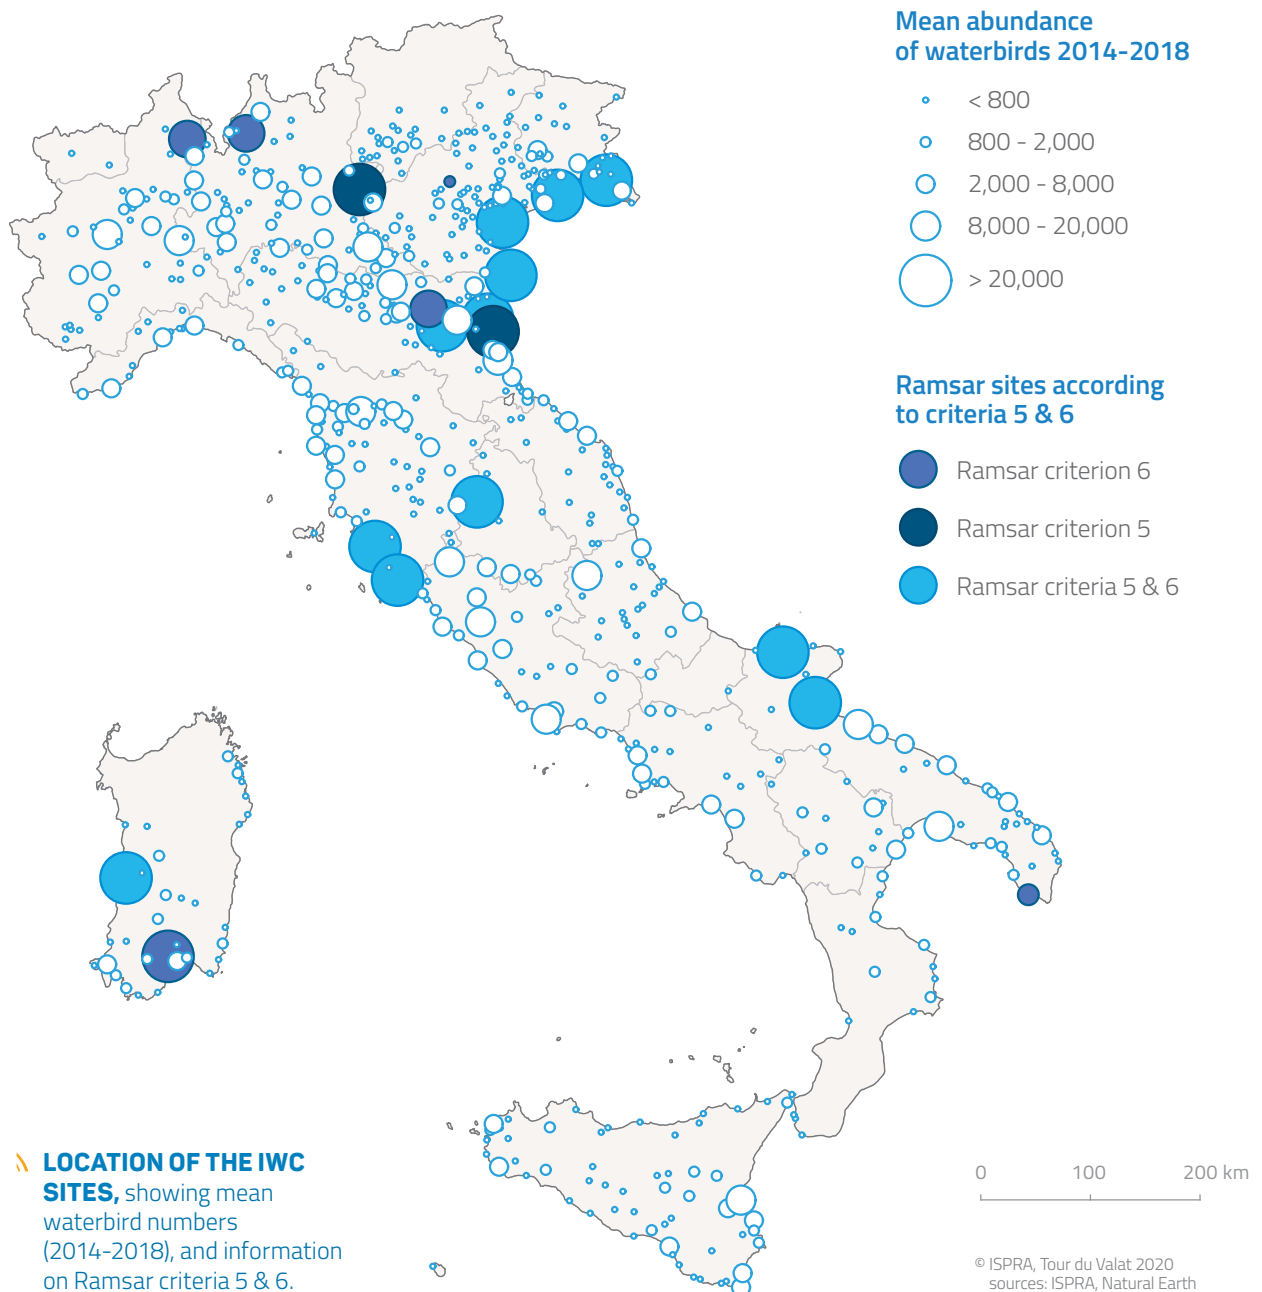 Mean abundance
of waterbirds 2014-2018
< 800
800 - 2,000
2,000 - 8,000
8,000 - 20,000
> 20,000
Ramsar sites according
to criteria 5 & 6
Ramsar criterion 6
Ramsar criterion 5
Ramsar criteria 5 & 6
LOCATION OF THE IWC
SITES, showing mean
waterbird numbers
(2014-2018), and information
on Ramsar criteria 5 & 6.
0 100 200 km
© ISPRA, Tour du Valat 2020
sources: ISPRA, Natural Earth